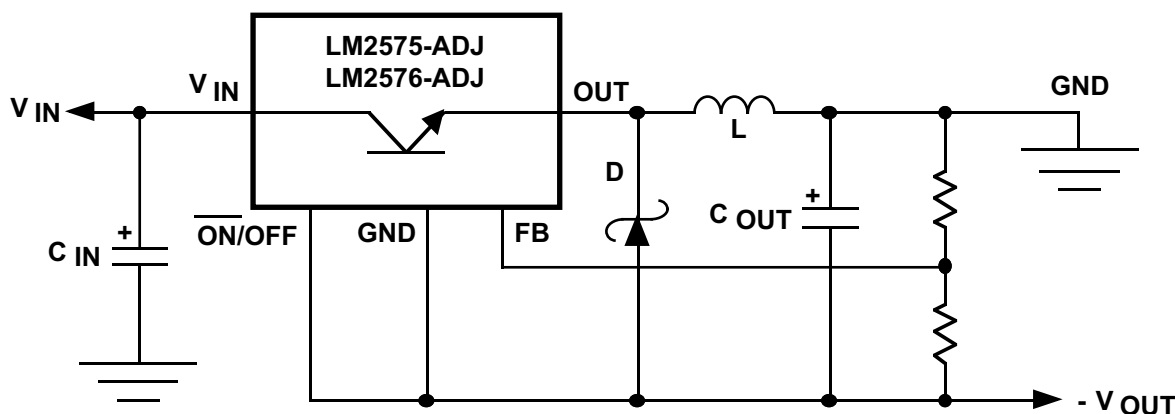 LM2575-ADJ
LM2576-ADJ
V IN
V IN
OUT
GND
L
D
+
C OUT
ON/OFF
GND
FB
+
C IN
- V OUT